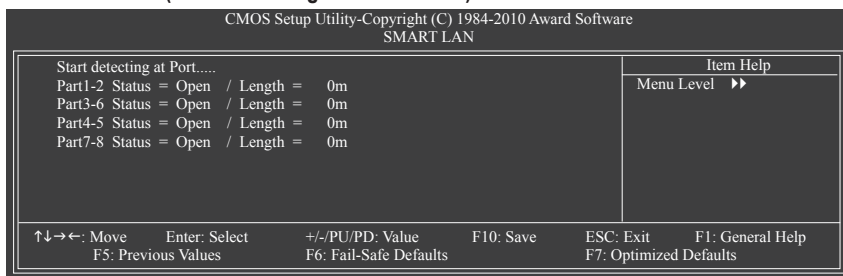 CMOS Setup Utility-Copyright (C) 1984-2010 Award Software
SMART LAN
Start detecting at Port.....
Part1-2 Status = Open / Length = 0m
Part3-6 Status = Open / Length = 0m
Part4-5 Status = Open / Length = 0m
Part7-8 Status = Open / Length = 0m
Item Help
Menu Level ▶▶
↑↓→←: Move Enter: Select +/-/PU/PD: Value F10: Save ESC: Exit F1: General Help
F5: Previous Values F6: Fail-Safe Defaults F7: Optimized Defaults